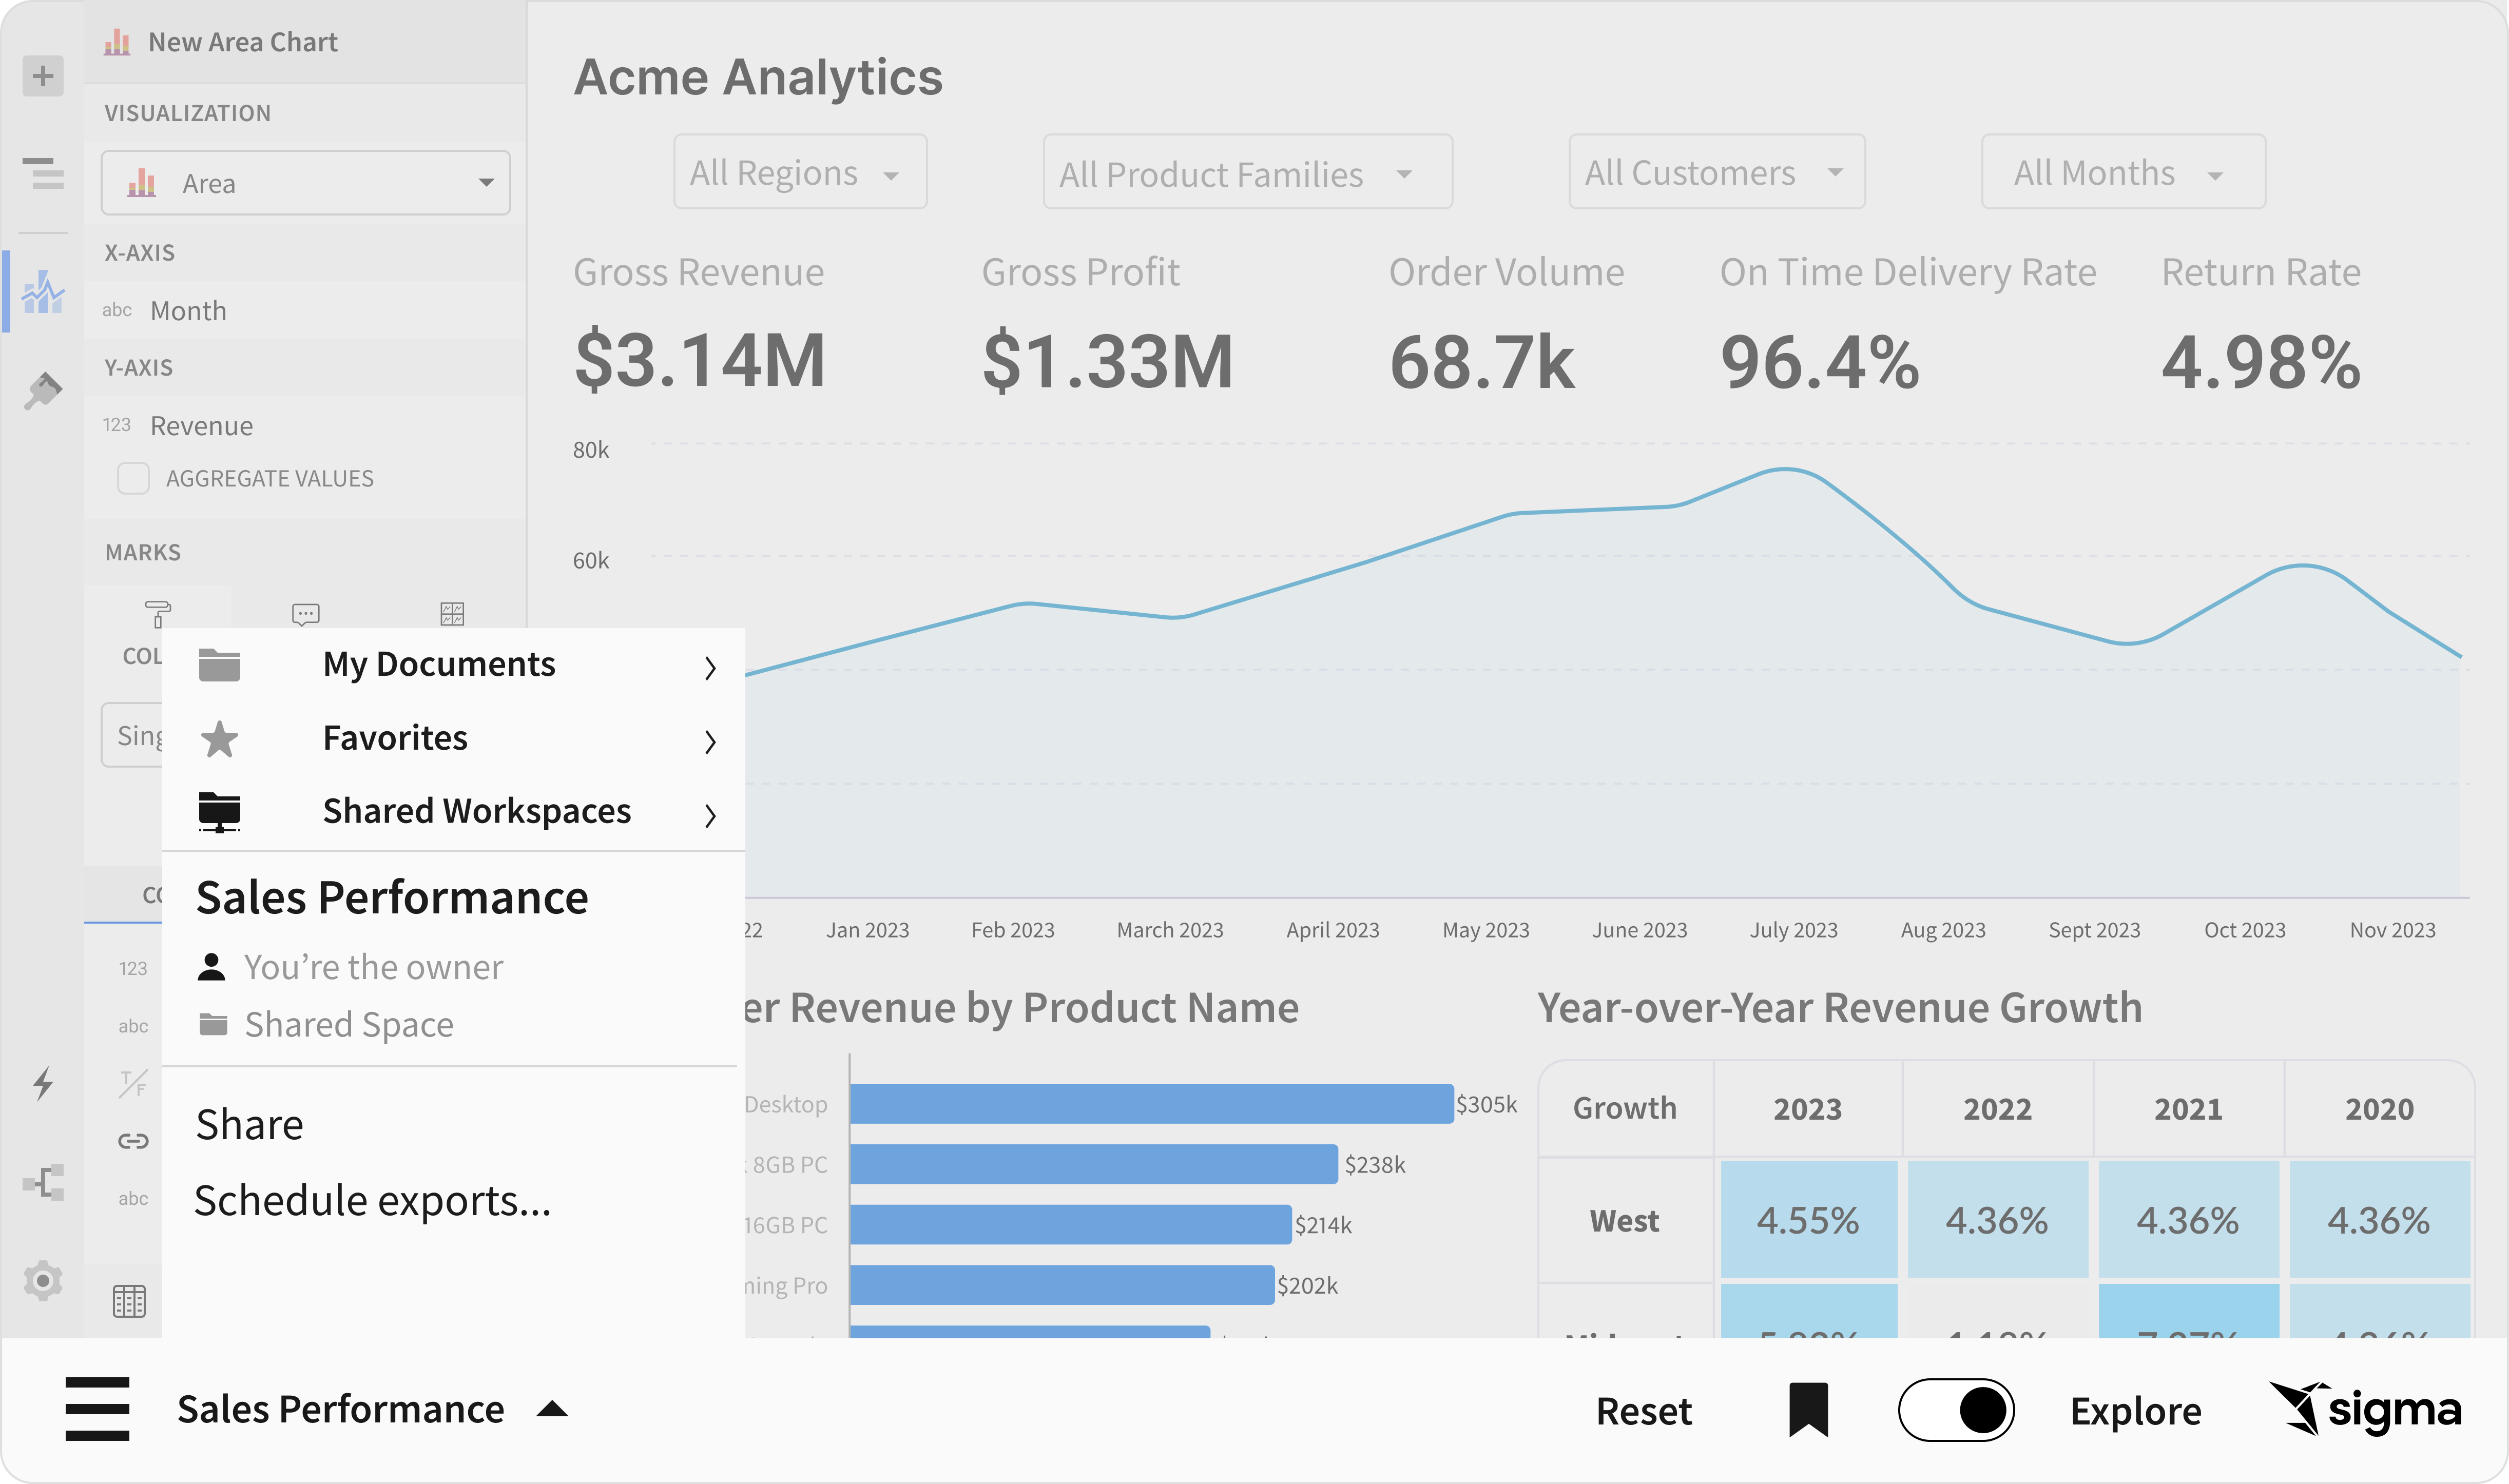 New Area Chart
VISUALIZATION
Area
X-AXIS
abc Month
Y-AXIS
123 Revenue
AGGREGATE VALUES
MARKS
COL
Sing
CO
123
abc
T/F
abc
My Documents
Favorites
Shared Workspaces
Sales Performance
You’re the owner
Shared Space
Share
Schedule exports...
Acme Analytics
All Regions All Product Families All Customers All Months
Gross Revenue Gross Profit Order Volume On Time Delivery Rate Return Rate
$3.14M $1.33M 68.7k 96.4% 4.98%
80k
60k
22 Jan 2023 Feb 2023 March 2023 April 2023 May 2023 June 2023 July 2023 Aug 2023 Sept 2023 Oct 2023 Nov 2023
er Revenue by Product Name
Desktop $305k
8GB PC $238k
16GB PC $214k
ming Pro $202k
Year-over-Year Revenue Growth
Growth 2023 2022 2021 2020
West 4.55% 4.36% 4.36% 4.36%
Sales Performance Reset Explore sigma